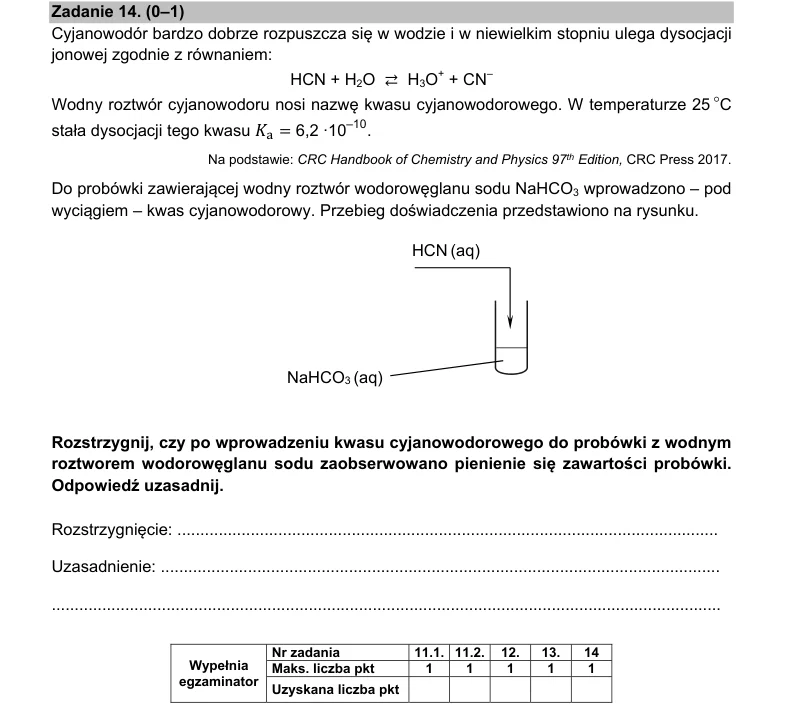 Zadanie 14. (0–1)
Cyjanowodór bardzo dobrze rozpuszcza się w wodzie i w niewielkim stopniu ulega dysocjacji
jonowej zgodnie z równaniem:
HCN + H₂O ⇄ H₃O⁺ + CN⁻
Wodny roztwór cyjanowodoru nosi nazwę kwasu cyjanowodorowego. W temperaturze 25 °C
stała dysocjacji tego kwasu Kₐ = 6,2 ·10⁻¹⁰.
Na podstawie: CRC Handbook of Chemistry and Physics 97ᵗʰ Edition, CRC Press 2017.
Do probówki zawierającej wodny roztwór wodorowęglanu sodu NaHCO₃ wprowadzono – pod
wyciągiem – kwas cyjanowodorowy. Przebieg doświadczenia przedstawiono na rysunku.
HCN (aq)
NaHCO₃ (aq)
Rozstrzygnij, czy po wprowadzeniu kwasu cyjanowodorowego do probówki z wodnym
roztworem wodorowęglanu sodu zaobserwowano pienienie się zawartości probówki.
Odpowiedź uzasadnij.
Rozstrzygnięcie: ....................................................................................................................
Uzasadnienie: ........................................................................................................................
................................................................................................................................................
Wypełnia egzaminator
Nr zadania 11.1. 11.2. 12. 13. 14
Maks. liczba pkt 1 1 1 1 1
Uzyskana liczba pkt